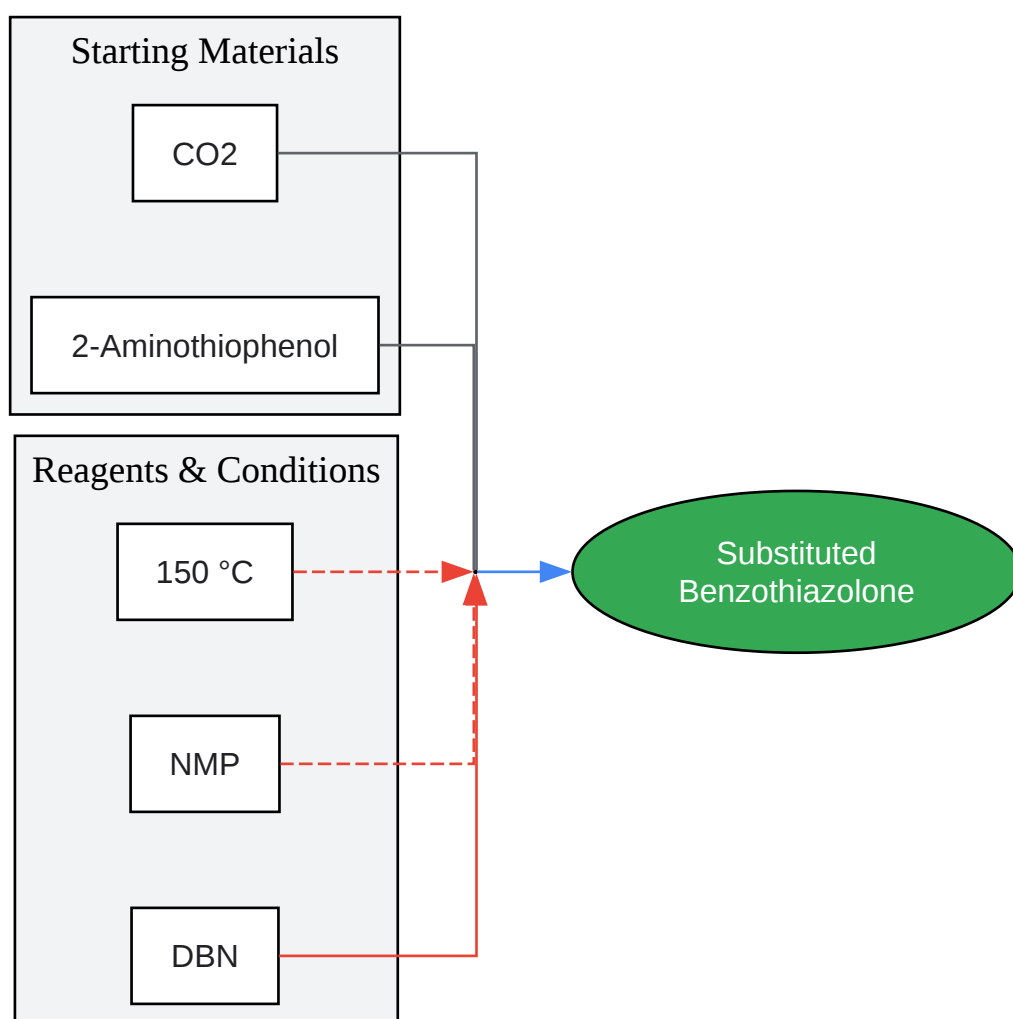 Starting Materials
CO2
2-Aminothiophenol
Reagents & Conditions
150 °C
NMP
DBN
Substituted
Benzothiazolone